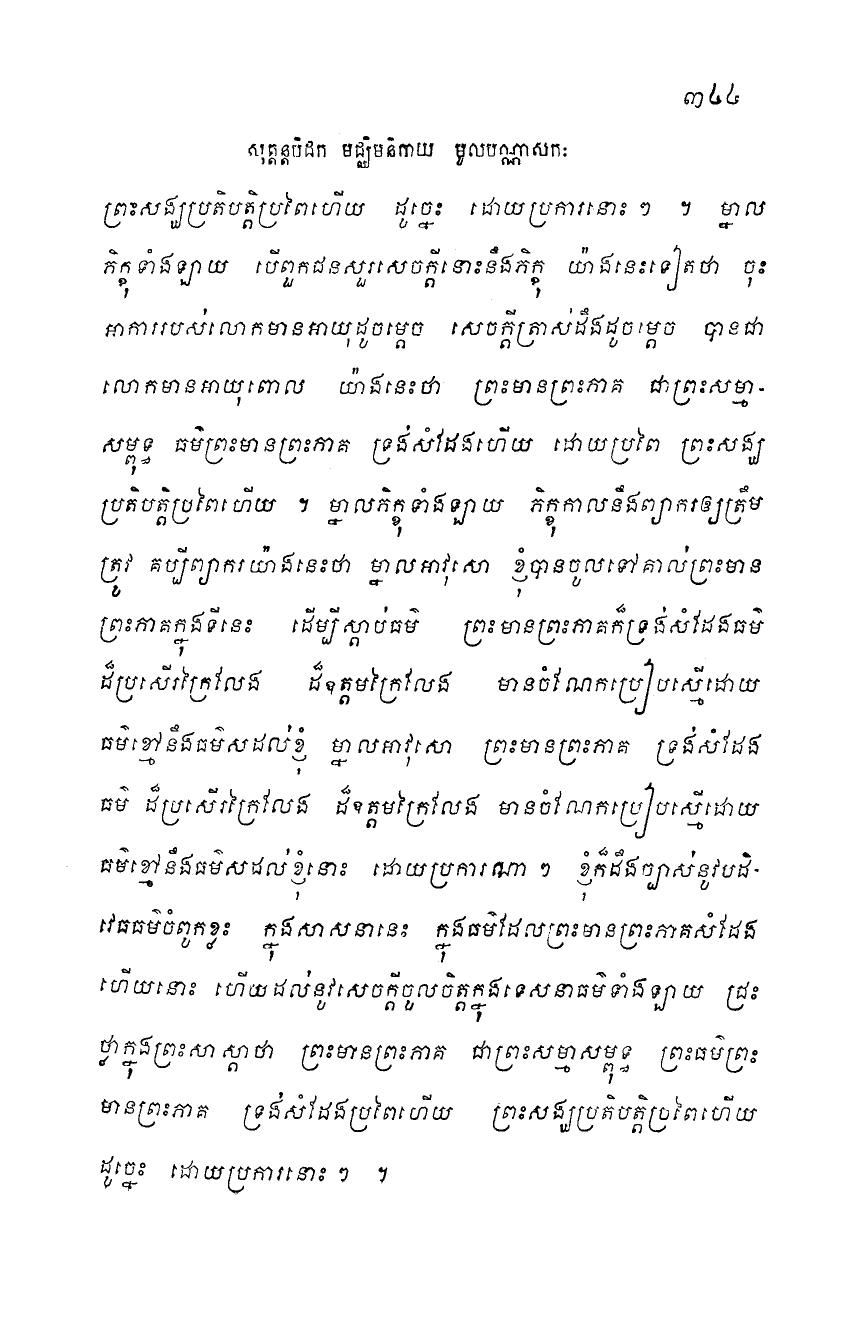 ៣៤៤
សុត្តន្តបិដក មជ្ឈិមនិកាយ មូលបណ្ណាសកៈ
ព្រះសង្ឃប្រតិបត្តិប្រពៃហើយ ដូច្នេះ ដោយប្រការនោះ ៗ ។ ម្នាល
ភិក្ខុទាំងឡាយ បើពួកជនសួរសេចក្តីនោះនឹងភិក្ខុ យ៉ាងនេះទៀតថា ចុះ
អាការរបស់លោកមានអាយុដូចម្តេច សេចក្តីត្រាស់ដឹងដូចម្តេច បានជា
លោកមានអាយុពោល យ៉ាងនេះថា ព្រះមានព្រះភាគ ជាព្រះសម្មា-
សម្ពុទ្ធ ធម៌ព្រះមានព្រះភាគ ទ្រង់សំដែងហើយ ដោយប្រពៃ ព្រះសង្ឃ
ប្រតិបត្តិប្រពៃហើយ ។ ម្នាលភិក្ខុទាំងឡាយ ភិក្ខុកាលនឹងព្យាករឲ្យត្រឹម
ត្រូវ គប្បីព្យាករយ៉ាងនេះថា ម្នាលអាវុសោ ខ្ញុំបានចូលទៅគាល់ព្រះមាន
ព្រះភាគក្នុងទីនេះ ដើម្បីស្តាប់ធម៌ ព្រះមានព្រះភាគក៏ទ្រង់សំដែងធម៌
ដ៏ប្រសើរក្រៃលែង ដ៏ឧត្តមក្រៃលែង មានចំណែកប្រៀបស្មើដោយ
ធម៌ខ្មៅនឹងធម៌សដល់ខ្ញុំ ម្នាលអាវុសោ ព្រះមានព្រះភាគ ទ្រង់សំដែង
ធម៌ ដ៏ប្រសើរក្រៃលែង ដ៏ឧត្តមក្រៃលែង មានចំណែកប្រៀបស្មើដោយ
ធម៌ខ្មៅនឹងធម៌សដល់ខ្ញុំនោះ ដោយប្រការណា ៗ ខ្ញុំក៏ដឹងច្បាស់នូវបដិ-
វេធធម៌ចំពូកខ្លះ ក្នុងសាសនានេះ ក្នុងធម៌ដែលព្រះមានព្រះភាគសំដែង
ហើយនោះ ហើយដល់នូវសេចក្តីចូលចិត្តក្នុងទេសនាធម៌ទាំងឡាយ ជ្រះ
ថ្លាក្នុងព្រះសាស្តាថា ព្រះមានព្រះភាគ ជាព្រះសម្មាសម្ពុទ្ធ ព្រះធម៌ព្រះ
មានព្រះភាគ ទ្រង់សំដែងប្រពៃហើយ ព្រះសង្ឃប្រតិបត្តិប្រពៃហើយ
ដូច្នេះ ដោយប្រការនោះ ៗ ។